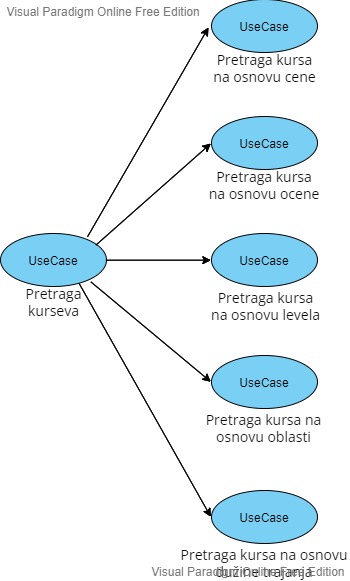 Visual Paradigm Online Free Edition
UseCase
Pretraga kursa
na osnovu cene
UseCase
Pretraga kursa
na osnovu ocene
UseCase
Pretraga
kurseva
UseCase
Pretraga kursa
na osnovu levela
UseCase
Pretraga kursa na
osnovu oblasti
UseCase
Pretraga kursa na osnovu
dužine trajanja
Visual Paradigm Online Free Edition